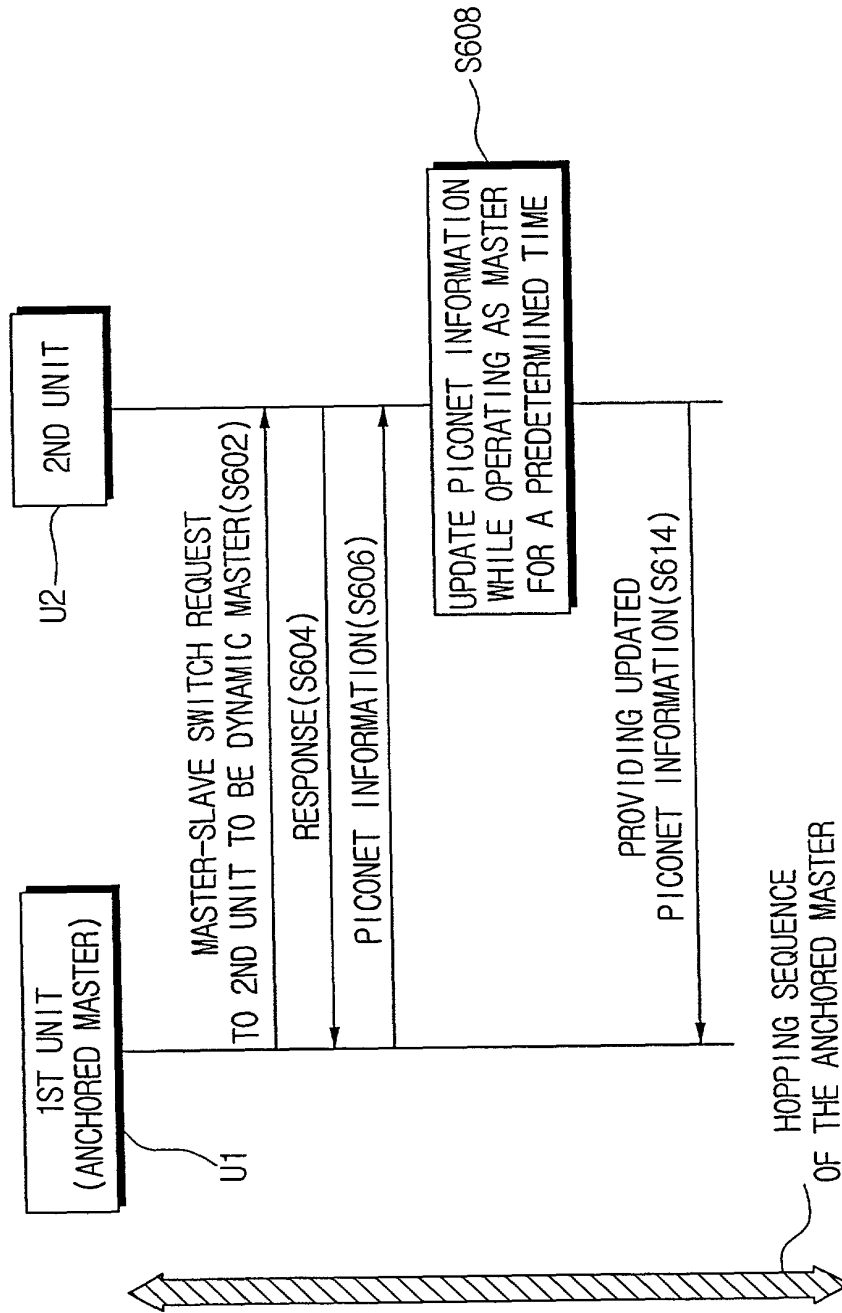 1ST UNIT
(ANCHORED MASTER)
U1
2ND UNIT
U2
MASTER-SLAVE SWITCH REQUEST
TO 2ND UNIT TO BE DYNAMIC MASTER(S602)
RESPONSE(S604)
PICONET INFORMATION(S606)
UPDATE PICONET INFORMATION
WHILE OPERATING AS MASTER
FOR A PREDETERMINED TIME
S608
PROVIDING UPDATED
PICONET INFORMATION(S614)
HOPPING SEQUENCE
OF THE ANCHORED MASTER